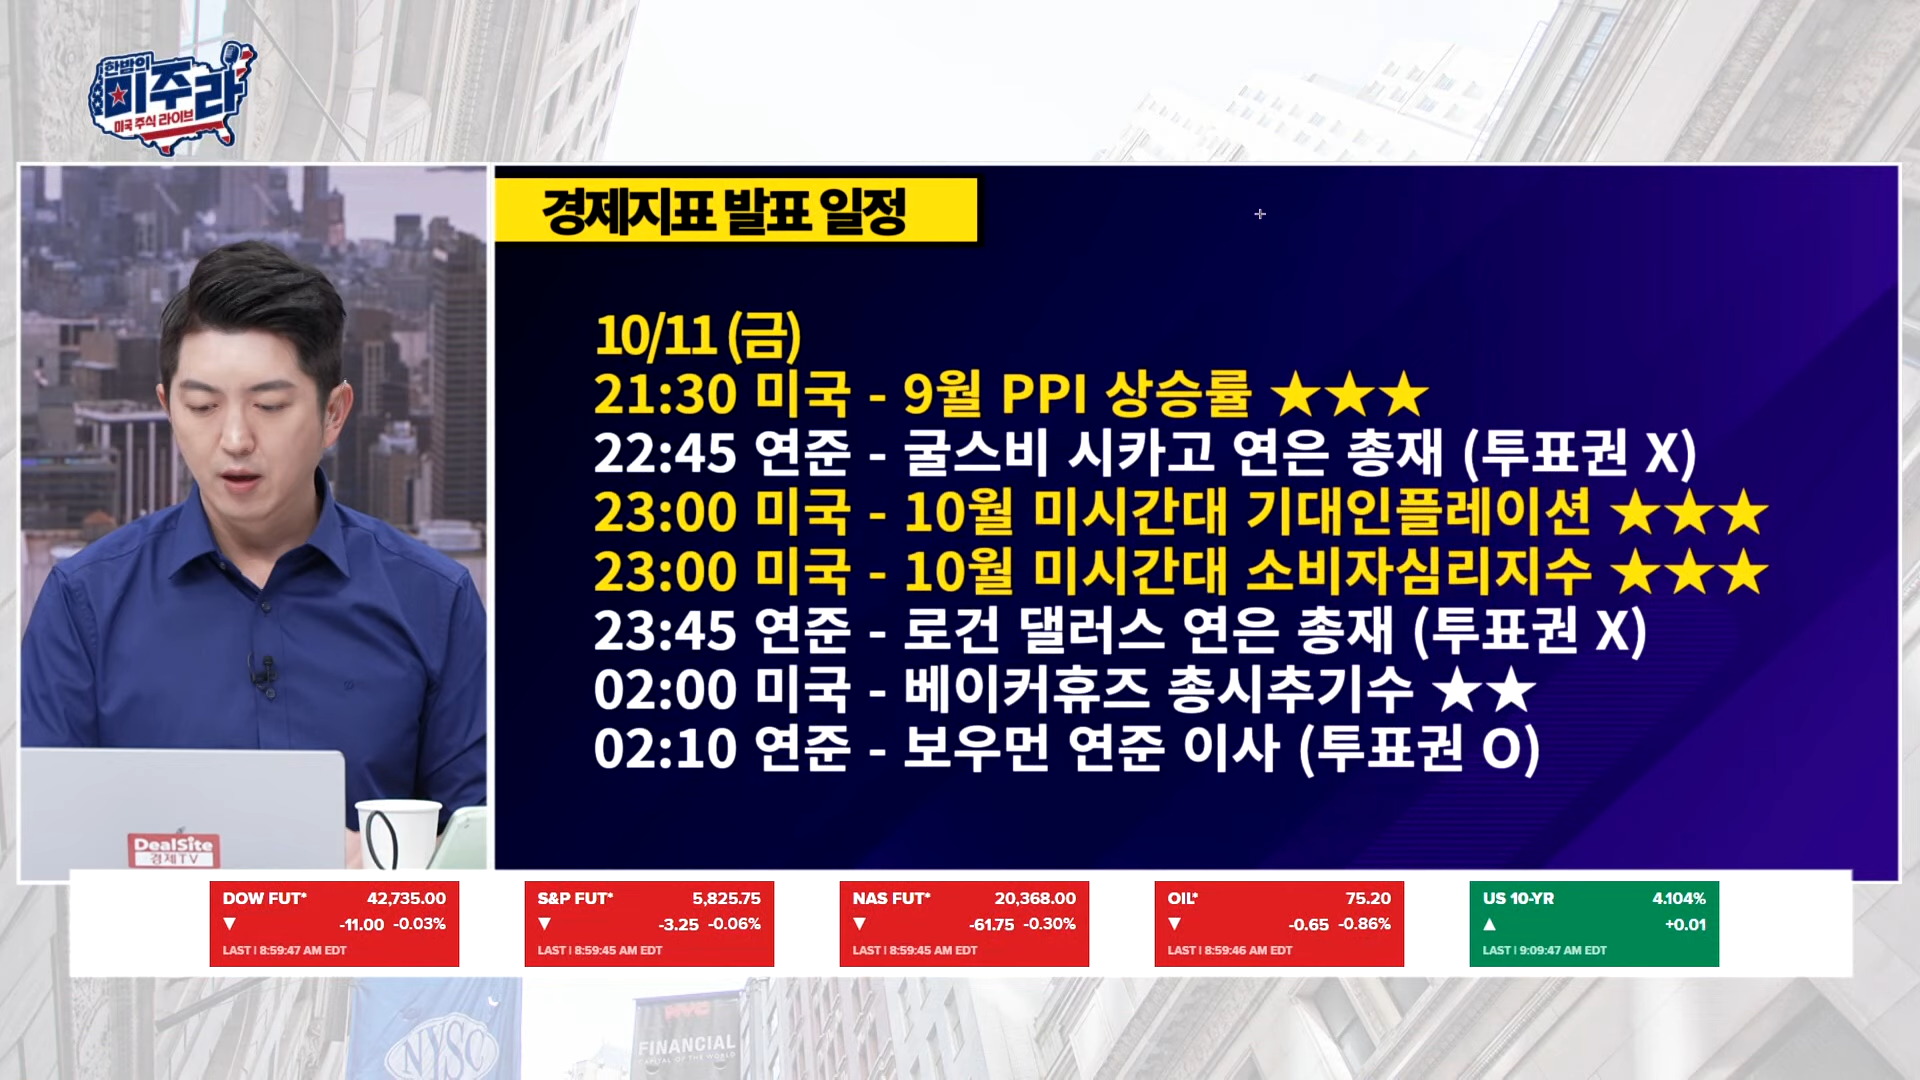 한밤의
미주라
미국 주식 라이브
경제지표 발표 일정
10/11 (금)
21:30 미국 - 9월 PPI 상승률 ★★★
22:45 연준 - 굴스비 시카고 연은 총재 (투표권 X)
23:00 미국 - 10월 미시간대 기대인플레이션 ★★★
23:00 미국 - 10월 미시간대 소비자심리지수 ★★★
23:45 연준 - 로건 댈러스 연은 총재 (투표권 X)
02:00 미국 - 베이커휴즈 총시추기수 ★★
02:10 연준 - 보우먼 연준 이사 (투표권 O)
DealSite
경제TV
DOW FUT* 42,735.00
▼ -11.00 -0.03%
LAST | 8:59:47 AM EDT
S&P FUT* 5,825.75
▼ -3.25 -0.06%
LAST | 8:59:45 AM EDT
NAS FUT* 20,368.00
▼ -61.75 -0.30%
LAST | 8:59:45 AM EDT
OIL* 75.20
▼ -0.65 -0.86%
LAST | 8:59:46 AM EDT
US 10-YR 4.104%
▲ +0.01
LAST | 9:09:47 AM EDT
NYSC
NYC
FINANCIAL
CAPITAL OF THE WORLD